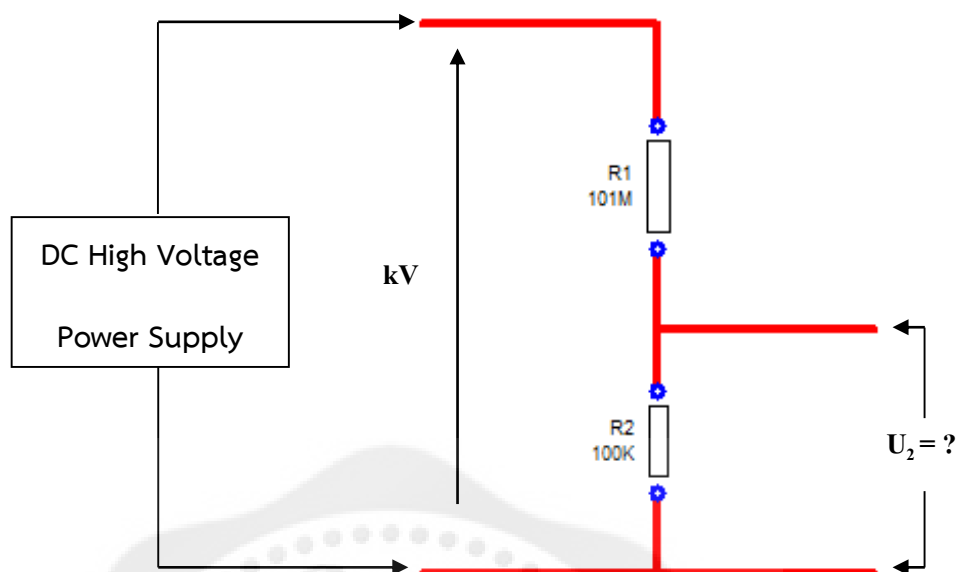 DC High Voltage
Power Supply
kV
R1
101M
R2
100K
U₂ = ?